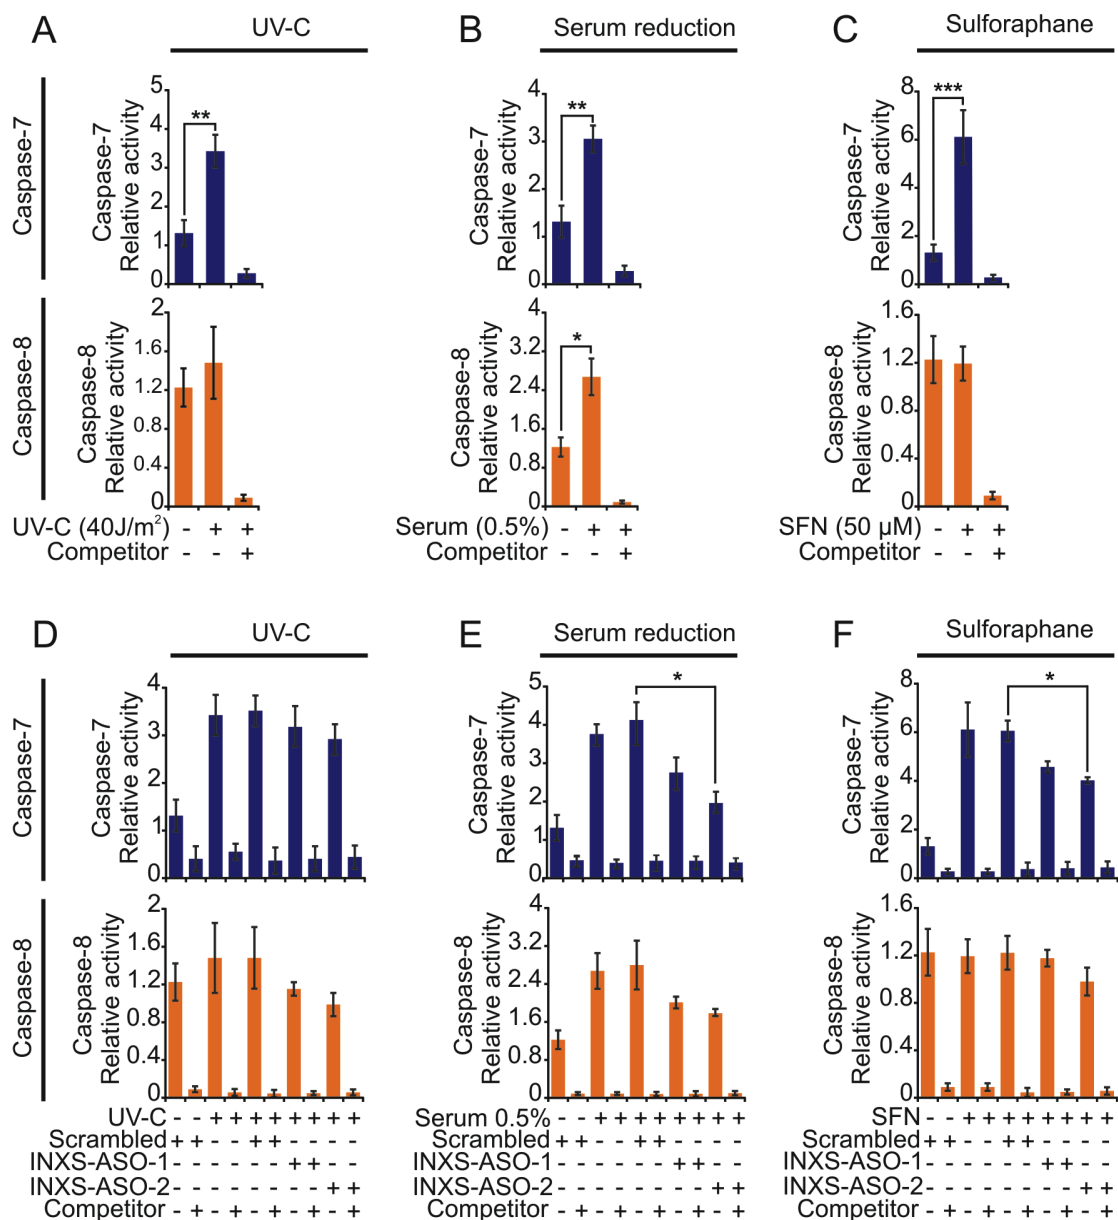 A
UV-C
B
Serum reduction
C
Sulforaphane
Caspase-7
Caspase-7
Relative activity
5
4
3
2
1
0
**
Caspase-7
Relative activity
4
3
2
1
0
**
Caspase-7
Relative activity
8
6
4
2
0
***
Caspase-8
Caspase-8
Relative activity
2
1.6
1.2
0.8
0.4
0
Caspase-8
Relative activity
4
3.2
2.4
1.6
0.8
0
*
Caspase-8
Relative activity
1.6
1.2
0.8
0.4
0
UV-C (40J/m²) - + +
Competitor - - +
Serum (0.5%) - + +
Competitor - - +
SFN (50 µM) - + +
Competitor - - +
D
UV-C
E
Serum reduction
F
Sulforaphane
Caspase-7
Caspase-7
Relative activity
4
3
2
1
0
Caspase-7
Relative activity
5
4
3
2
1
0
*
Caspase-7
Relative activity
8
6
4
2
0
*
Caspase-8
Caspase-8
Relative activity
2
1.6
1.2
0.8
0.4
0
Caspase-8
Relative activity
4
3.2
2.4
1.6
0.8
0
Caspase-8
Relative activity
1.6
1.2
0.8
0.4
0
UV-C - - + + + + + + + +
Scrambled + + - - + + - - - -
INXS-ASO-1 - - - - - - + + - -
INXS-ASO-2 - - - - - - - - + +
Competitor - + - + - + - + - +
Serum 0.5% - - + + + + + + + +
Scrambled + + - - + + - - - -
INXS-ASO-1 - - - - - - + + - -
INXS-ASO-2 - - - - - - - - + +
Competitor - + - + - + - + - +
SFN - - + + + + + + + +
Scrambled + + - - + + - - - -
INXS-ASO-1 - - - - - - + + - -
INXS-ASO-2 - - - - - - - - + +
Competitor - + - + - + - + - +